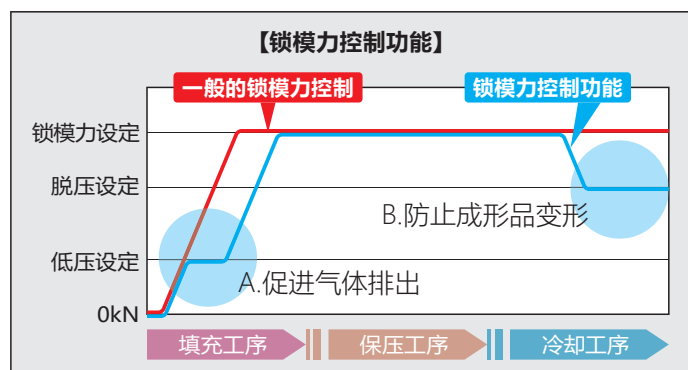 【锁模力控制功能】
一般的锁模力控制
锁模力控制功能
锁模力设定
脱压设定
B.防止成形品变形
低压设定
A.促进气体排出
0kN
填充工序
保压工序
冷却工序